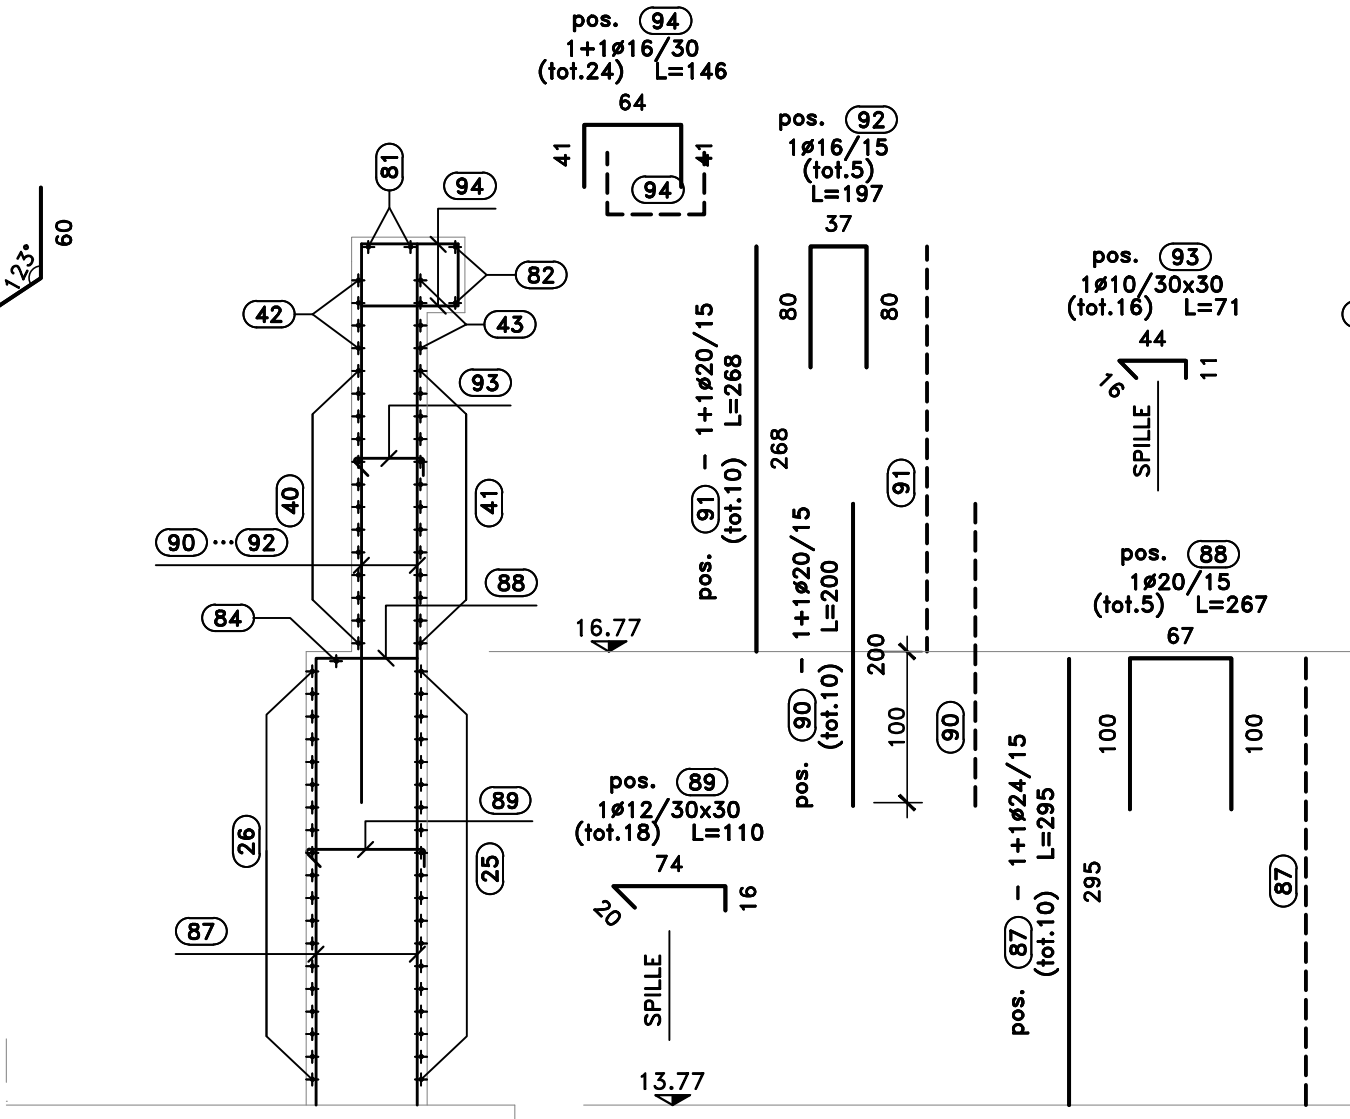 pos. 94
1+1ø16/30
(tot.24) L=146
64
41
41
94
pos. 92
1ø16/15
(tot.5)
L=197
37
80
80
60
123°
81
94
82
42
43
93
40
41
90 ... 92
88
84
89
26
25
87
pos. 91 - 1+1ø20/15
(tot.10) L=268
268
91
pos. 93
1ø10/30x30
(tot.16) L=71
44
16
11
SPILLE
pos. 90 - 1+1ø20/15
(tot.10) L=200
200
100
90
16.77
pos. 88
1ø20/15
(tot.5) L=267
67
100
100
pos. 89
1ø12/30x30
(tot.18) L=110
74
20
16
SPILLE
pos. 87 - 1+1ø24/15
(tot.10) L=295
295
87
13.77